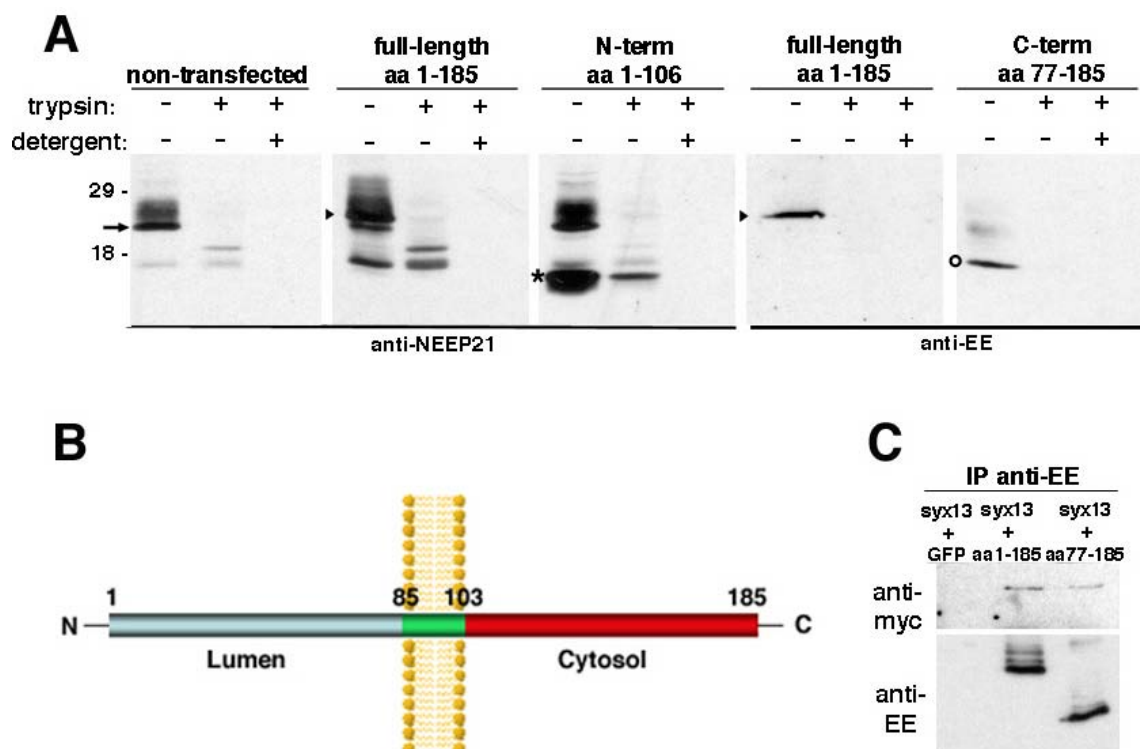 A
non-transfected
full-length
aa 1-185
N-term
aa 1-106
full-length
aa 1-185
C-term
aa 77-185
trypsin: - + + - + + - + + - + + - + +
detergent: - - + - - + - - + - - + - - +
29 -
18 -
*
anti-NEEP21
anti-EE
B
1 85 103 185
N C
Lumen Cytosol
C
IP anti-EE
syx13 syx13 syx13
+ + +
GFP aa1-185 aa77-185
anti-
myc
anti-
EE